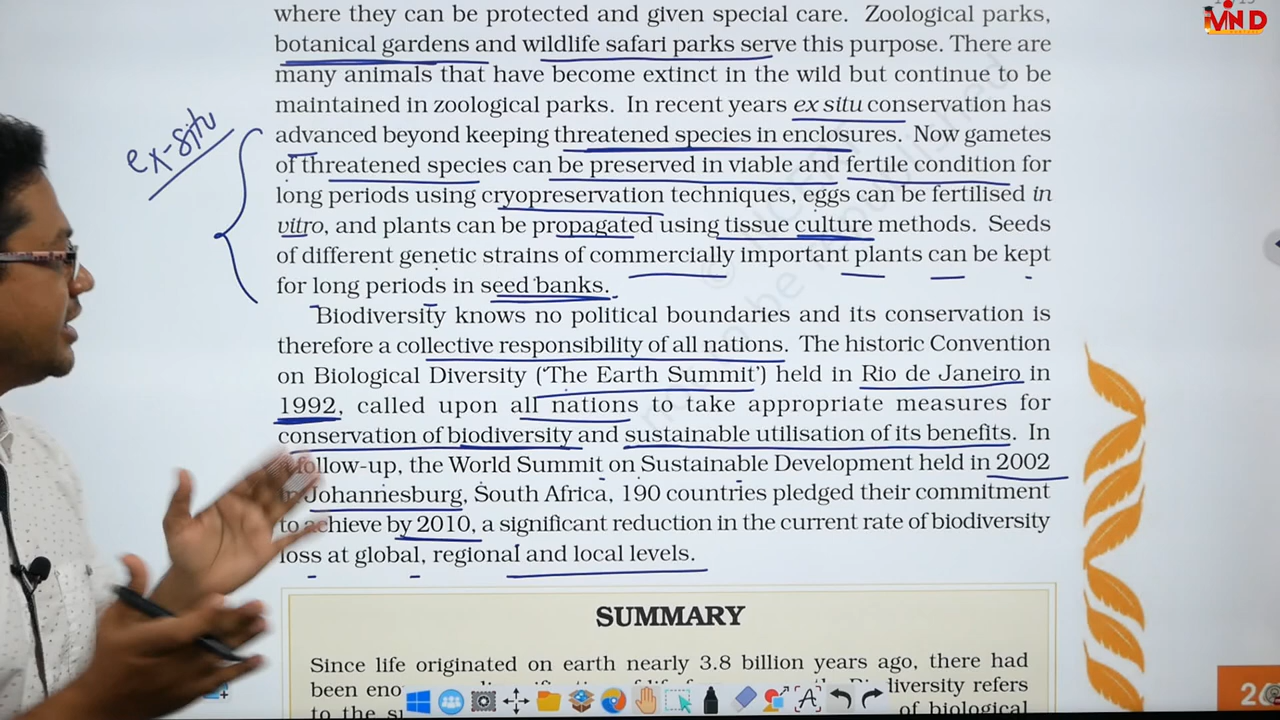 where they can be protected and given special care. Zoological parks,
botanical gardens and wildlife safari parks serve this purpose. There are
many animals that have become extinct in the wild but continue to be
maintained in zoological parks. In recent years ex situ conservation has
advanced beyond keeping threatened species in enclosures. Now gametes
of threatened species can be preserved in viable and fertile condition for
long periods using cryopreservation techniques, eggs can be fertilised in
vitro, and plants can be propagated using tissue culture methods. Seeds
of different genetic strains of commercially important plants can be kept
for long periods in seed banks.
ex-situ
Biodiversity knows no political boundaries and its conservation is
therefore a collective responsibility of all nations. The historic Convention
on Biological Diversity (‘The Earth Summit’) held in Rio de Janeiro in
1992, called upon all nations to take appropriate measures for
conservation of biodiversity and sustainable utilisation of its benefits. In
follow-up, the World Summit on Sustainable Development held in 2002
in Johannesburg, South Africa, 190 countries pledged their commitment
to achieve by 2010, a significant reduction in the current rate of biodiversity
loss at global, regional and local levels.
SUMMARY
Since life originated on earth nearly 3.8 billion years ago, there had
been diversity refers
to the of biological